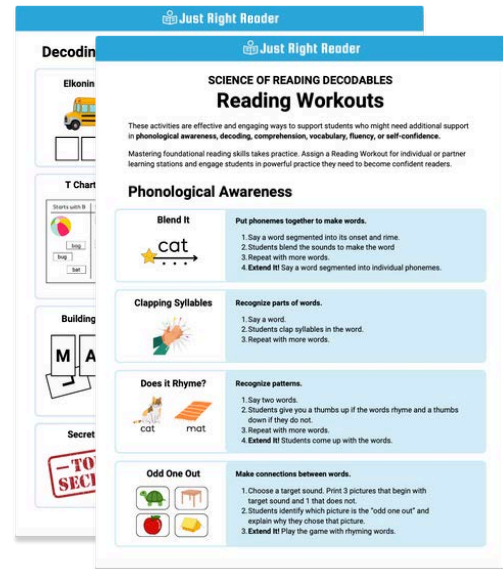 Just Right Reader
Decodin
Elkonin
T Chart
Starts with B
bag
bug
bat
Building
M A
Secret
TO
SECR
Just Right Reader
SCIENCE OF READING DECODABLES
Reading Workouts
These activities are effective and engaging ways to support students who might need additional support
in phonological awareness, decoding, comprehension, vocabulary, fluency, or self-confidence.
Mastering foundational reading skills takes practice. Assign a Reading Workout for individual or partner
learning stations and engage students in powerful practice they need to become confident readers.
Phonological Awareness
Blend It
cat
Put phonemes together to make words.
1. Say a word segmented into its onset and rime.
2. Students blend the sounds to make the word
3. Repeat with more words.
4. Extend It! Say a word segmented into individual phonemes.
Clapping Syllables
Recognize parts of words.
1. Say a word.
2. Students clap syllables in the word.
3. Repeat with more words.
Does it Rhyme?
cat mat
Recognize patterns.
1. Say two words.
2. Students give you a thumbs up if the words rhyme and a thumbs
down if they do not.
3. Repeat with more words.
4. Extend It! Students come up with the words.
Odd One Out
Make connections between words.
1. Choose a target sound. Print 3 pictures that begin with
target sound and 1 that does not.
2. Students identify which picture is the "odd one out" and
explain why they chose that picture.
3. Extend It! Play the game with rhyming words.